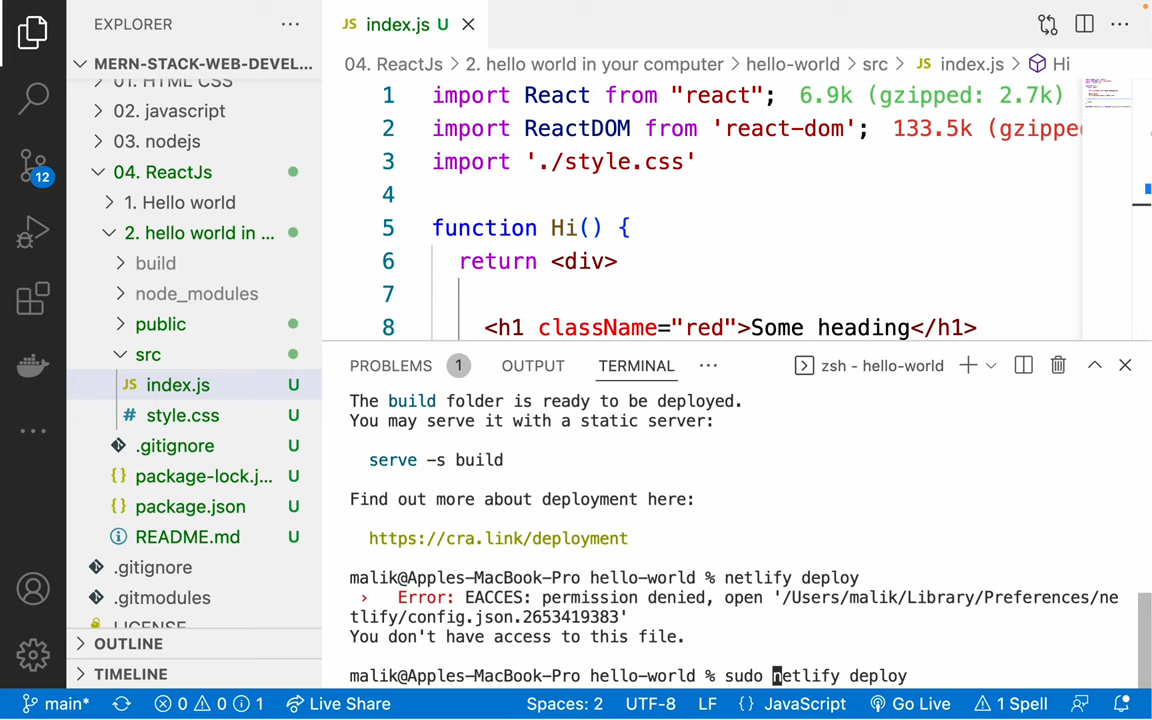 EXPLORER
MERN-STACK-WEB-DEVEL...
01. HTML CSS
02. javascript
03. nodejs
04. ReactJs
1. Hello world
2. hello world in ...
build
node_modules
public
src
JS index.js U
# style.css U
.gitignore U
{} package-lock.j... U
{} package.json U
README.md U
.gitignore
.gitmodules
LICENSE
OUTLINE
TIMELINE
12
JS index.js U
04. ReactJs > 2. hello world in your computer > hello-world > src > JS index.js > Hi
1 import React from "react"; 6.9k (gzipped: 2.7k)
2 import ReactDOM from 'react-dom'; 133.5k (gzippe
3 import './style.css'
4
5 function Hi() {
6 return <div>
7
8 <h1 className="red">Some heading</h1>
PROBLEMS 1 OUTPUT TERMINAL ... zsh - hello-world
The build folder is ready to be deployed.
You may serve it with a static server:
serve -s build
Find out more about deployment here:
https://cra.link/deployment
malik@Apples-MacBook-Pro hello-world % netlify deploy
› Error: EACCES: permission denied, open '/Users/malik/Library/Preferences/ne
tlify/config.json.2653419383'
You don't have access to this file.
malik@Apples-MacBook-Pro hello-world % sudo netlify deploy
main* 0 0 1 Live Share Spaces: 2 UTF-8 LF {} JavaScript Go Live 1 Spell